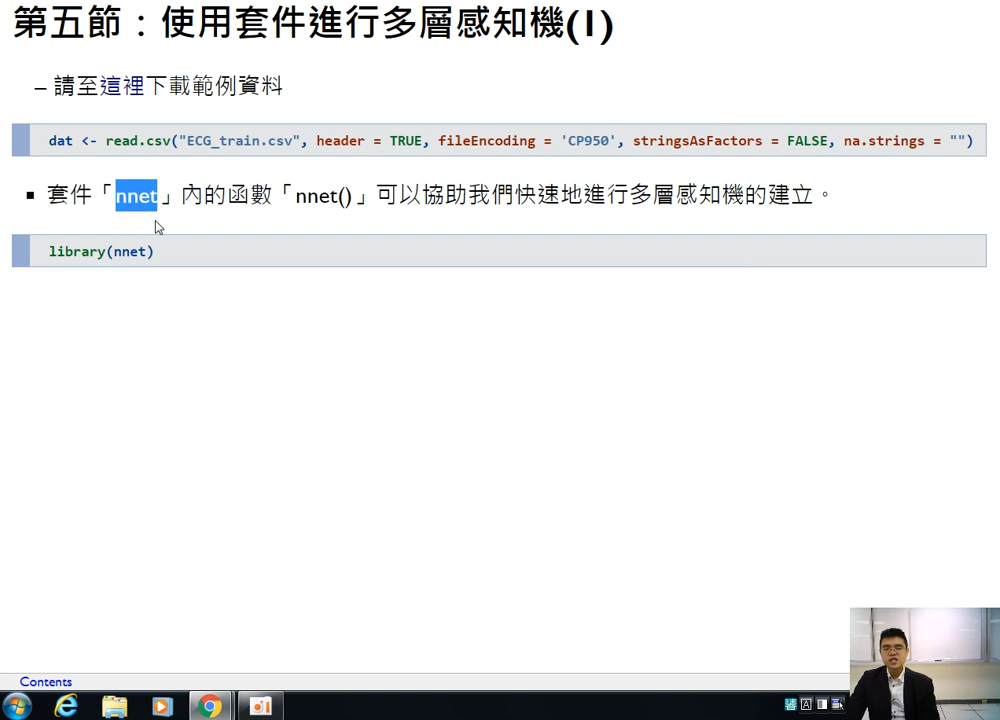 第五節：使用套件進行多層感知機(1)
– 請至這裡下載範例資料
dat <- read.csv("ECG_train.csv", header = TRUE, fileEncoding = 'CP950', stringsAsFactors = FALSE, na.strings = "")
▪ 套件「nnet」內的函數「nnet()」可以協助我們快速地進行多層感知機的建立。
library(nnet)
Contents